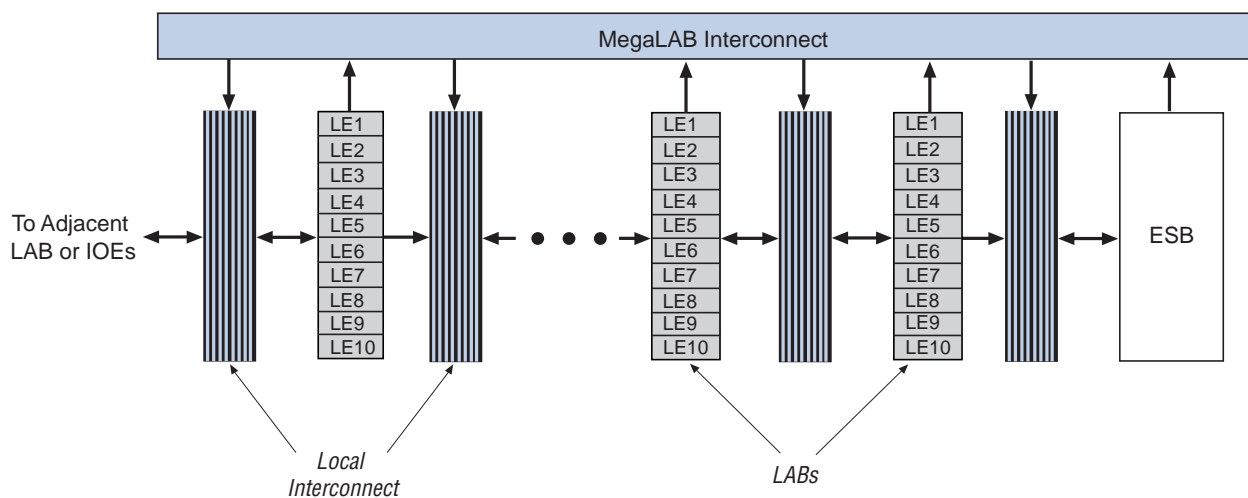 MegaLAB Interconnect
LE1
LE2
LE3
LE4
LE5
LE6
LE7
LE8
LE9
LE10
LE1
LE2
LE3
LE4
LE5
LE6
LE7
LE8
LE9
LE10
LE1
LE2
LE3
LE4
LE5
LE6
LE7
LE8
LE9
LE10
To Adjacent
LAB or IOEs
ESB
Local
Interconnect
LABs